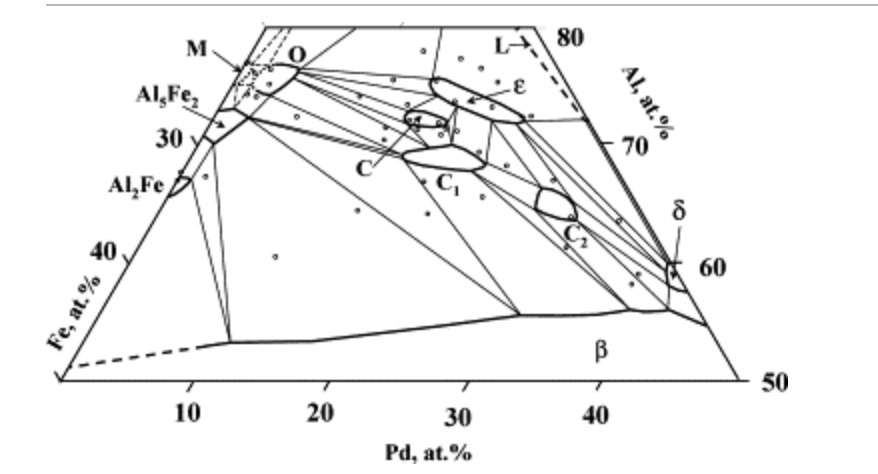 80
L
M
O
ε
Al, at.%
Al₅Fe₂
30
70
C
C₁
Al₂Fe
δ
C₂
40
60
Fe, at.%
β
50
10
20
30
40
Pd, at.%